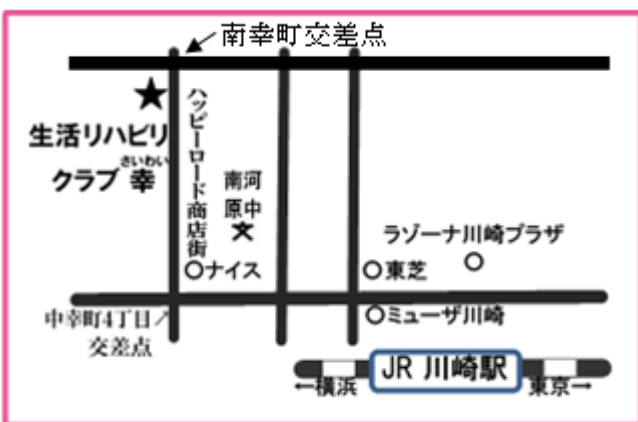 南幸町交差点
★
生活リハビリ
さいわい
クラブ 幸
ハッピーロード商店街
南河
原中
ラゾーナ川崎プラザ
ナイス
東芝
中幸町4丁目↗
交差点
ミューザ川崎
JR 川崎駅
←横浜
東京→